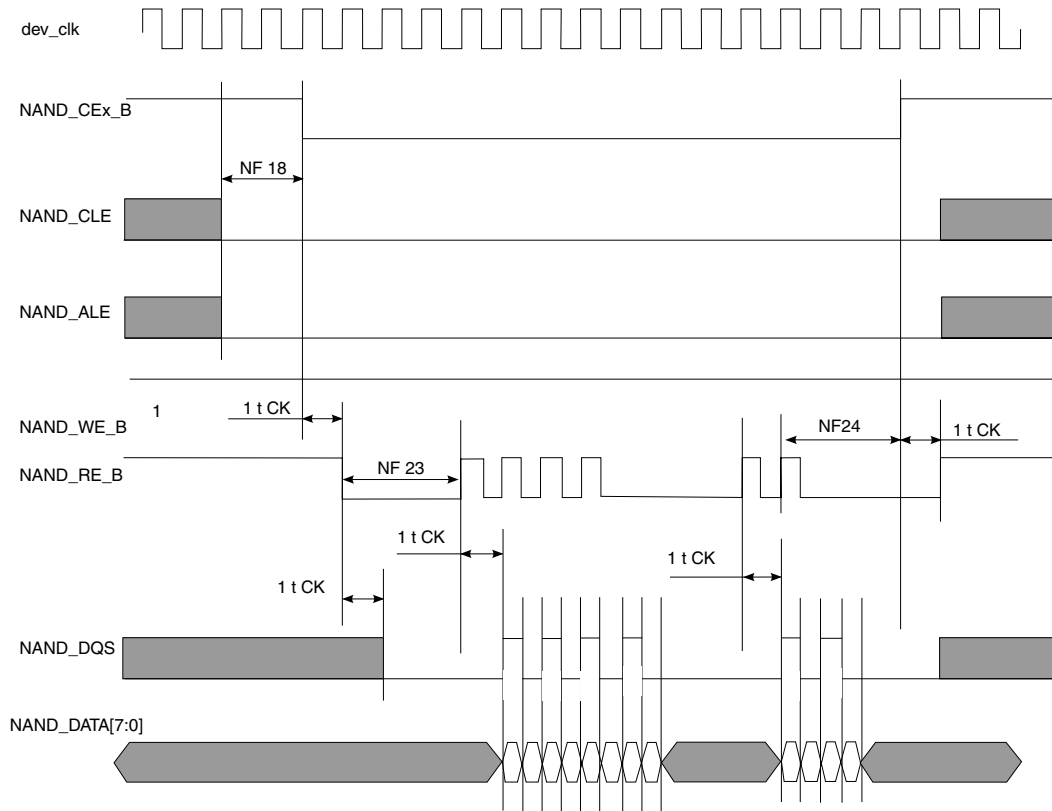 dev_clk
NAND_CEx_B
NF 18
NAND_CLE
NAND_ALE
1
1 t CK
NAND_WE_B
NF24
1 t CK
NF 23
NAND_RE_B
1 t CK
1 t CK
1 t CK
NAND_DQS
NAND_DATA[7:0]